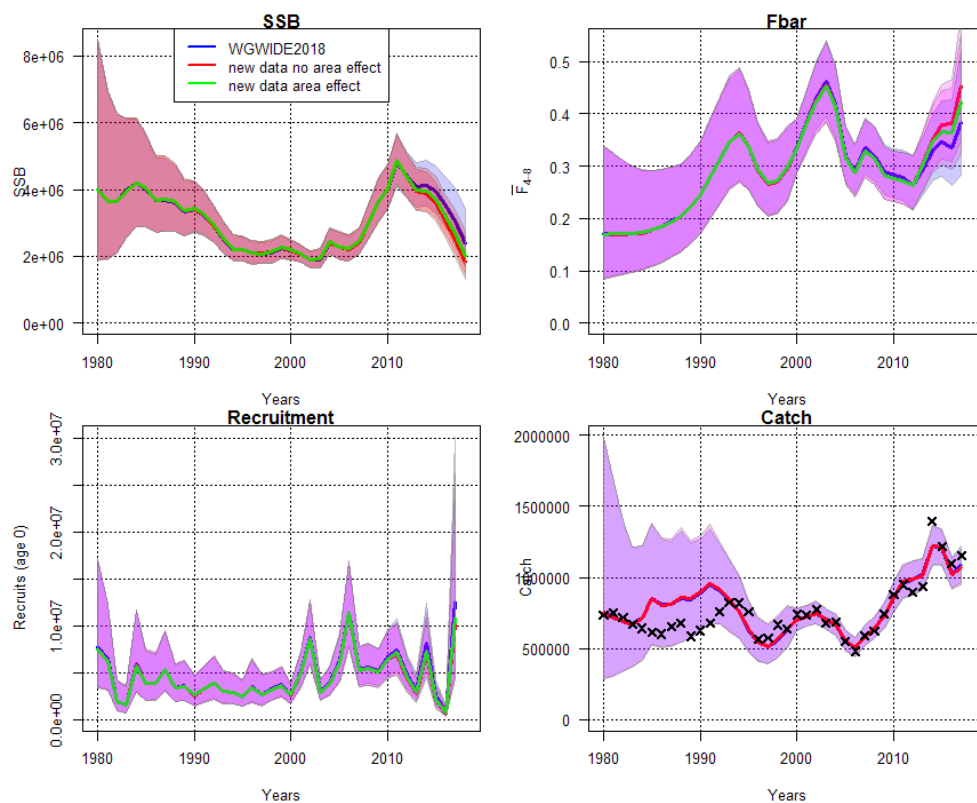 SSB
SSB
8e+06
6e+06
4e+06
2e+06
0e+00
WGWIDE2018
new data no area effect
new data area effect
1980
1990
2000
2010
Years
Fbar
F4-8
0.5
0.4
0.3
0.2
0.1
0.0
1980
1990
2000
2010
Years
Recruitment
Recruits (age 0)
3.0e+07
2.0e+07
1.0e+07
0.0e+00
1980
1990
2000
2010
Years
Catch
Catch
2000000
1500000
1000000
500000
0
1980
1990
2000
2010
Years